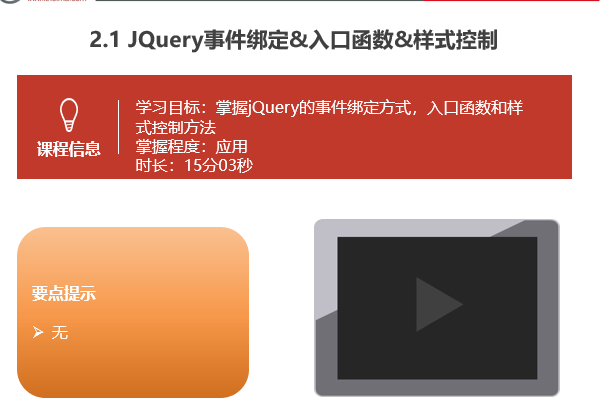 2.1 JQuery事件绑定&入口函数&样式控制
课程信息
学习目标：掌握jQuery的事件绑定方式，入口函数和样
式控制方法
掌握程度：应用
时长：15分03秒
要点提示
➢ 无